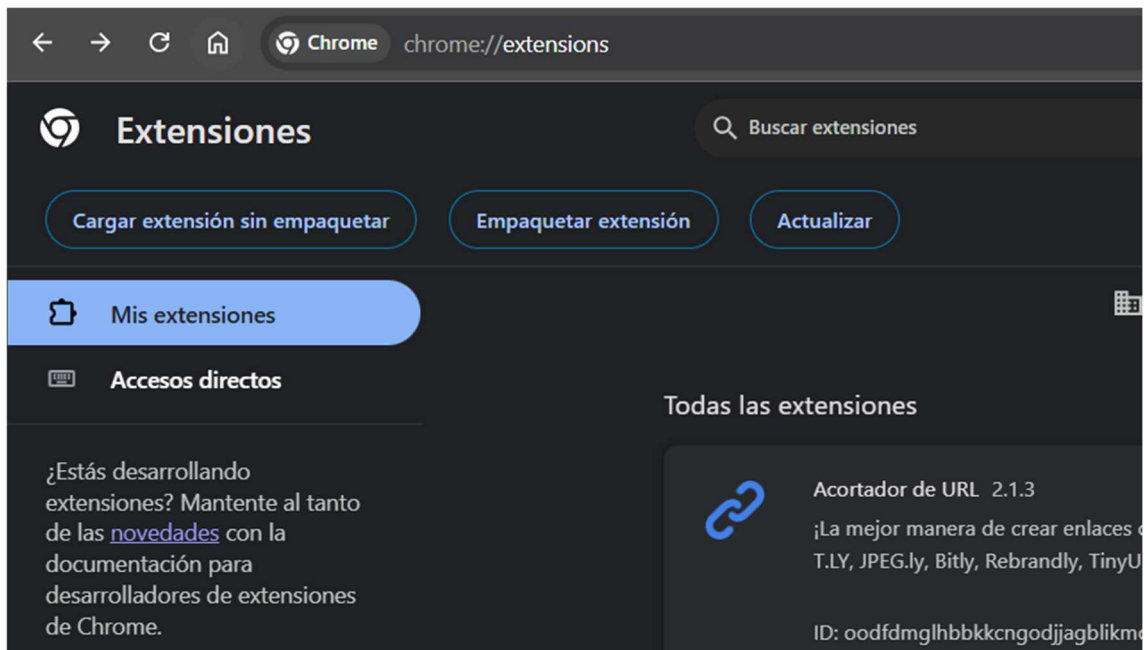 Chrome chrome://extensions
Extensiones
Buscar extensiones
Cargar extensión sin empaquetar
Empaquetar extensión
Actualizar
Mis extensiones
Accesos directos
¿Estás desarrollando
extensiones? Mantente al tanto
de las novedades con la
documentación para
desarrolladores de extensiones
de Chrome.
Todas las extensiones
Acortador de URL 2.1.3
¡La mejor manera de crear enlaces
T.LY, JPEG.ly, Bitly, Rebrandly, TinyU
ID: oodfdmglhbbkkcngodjjagblikmo